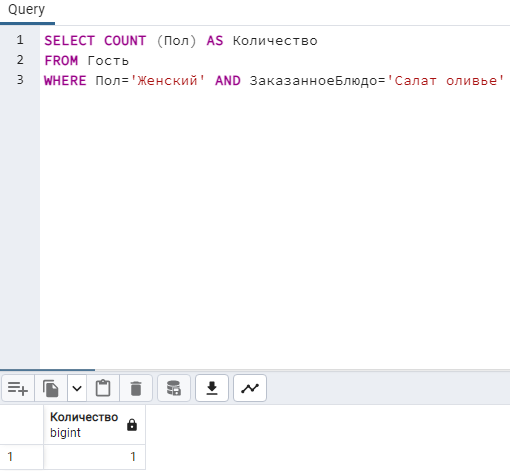 Query
1 SELECT COUNT (Пол) AS Количество
2 FROM Гость
3 WHERE Пол='Женский' AND ЗаказанноеБлюдо='Салат оливье'
Количество
bigint
1 1